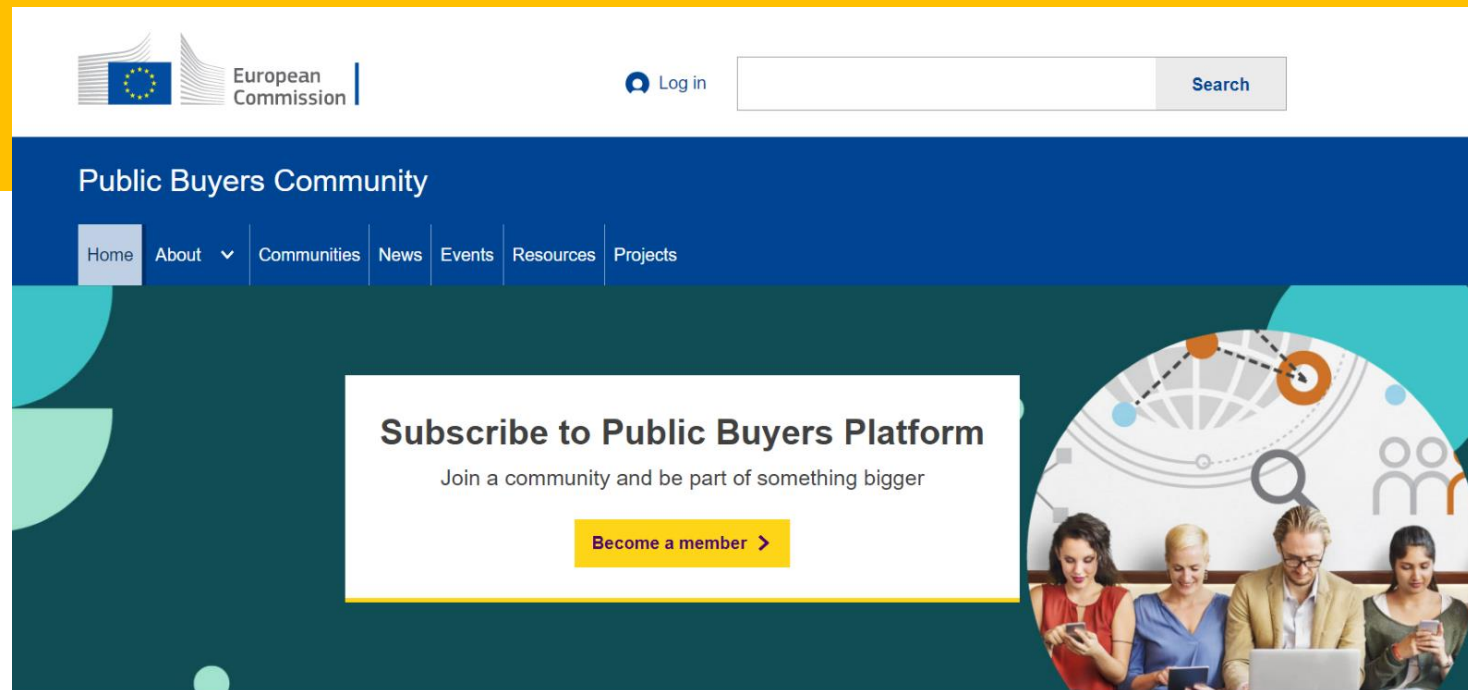 European
Commission
Log in
Search
Public Buyers Community
Home
About
Communities
News
Events
Resources
Projects
Subscribe to Public Buyers Platform
Join a community and be part of something bigger
Become a member